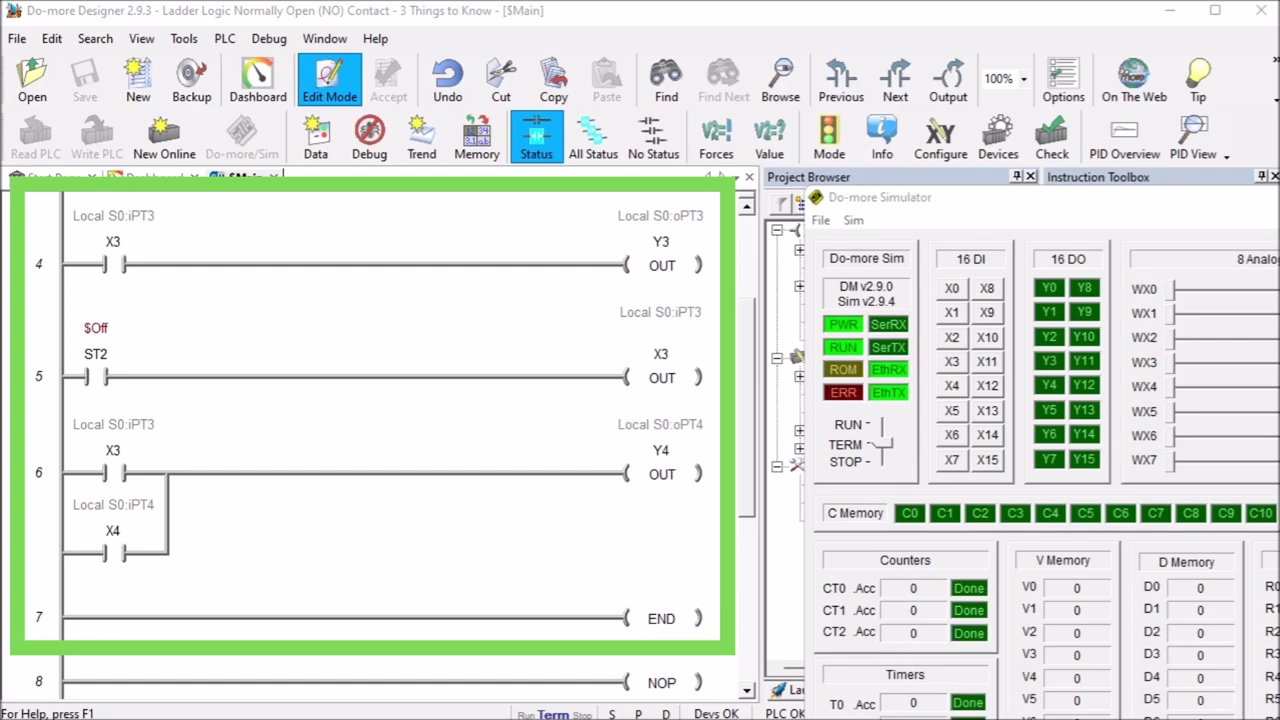 Do-more Designer 2.9.3 - Ladder Logic Normally Open (NO) Contact - 3 Things to Know - [$Main]
File Edit Search View Tools PLC Debug Window Help
Open Save New Backup Dashboard Edit Mode Accept Undo Cut Copy Paste Find Find Next Browse Previous Next Output 100% Options On The Web Tip
Read PLC Write PLC New Online Do-more/Sim Data Debug Trend Memory Status All Status No Status Forces Value Mode Info Configure Devices Check PID Overview PID View
Project Browser
Instruction Toolbox
Local S0:iPT3 Local S0:oPT3
X3 Y3
4 OUT
Local S0:iPT3
$Off
ST2 X3
5 OUT
Local S0:iPT3 Local S0:oPT4
X3 Y4
6 OUT
Local S0:iPT4
X4
7 END
8 NOP
Do-more Simulator
File Sim
Do-more Sim
DM v2.9.0
Sim v2.9.4
PWR SerRX
RUN SerTX
ROM EthRX
ERR EthTX
RUN -
TERM -
STOP -
16 DI
X0 X8
X1 X9
X2 X10
X3 X11
X4 X12
X5 X13
X6 X14
X7 X15
16 DO
Y0 Y8
Y1 Y9
Y2 Y10
Y3 Y11
Y4 Y12
Y5 Y13
Y6 Y14
Y7 Y15
8 Analog
WX0
WX1
WX2
WX3
WX4
WX5
WX6
WX7
C Memory C0 C1 C2 C3 C4 C5 C6 C7 C8 C9 C10
Counters
CT0 .Acc 0 Done
CT1 .Acc 0 Done
CT2 .Acc 0 Done
Timers
T0 .Acc 0 Done
V Memory
V0 0
V1 0
V2 0
V3 0
V4 0
V5 0
D Memory
D0 0
D1 0
D2 0
D3 0
D4 0
D5 0
R0
R1
R2
R3
R4
R5
For Help, press F1 Run Term Stop S P D Devs OK PLC OK